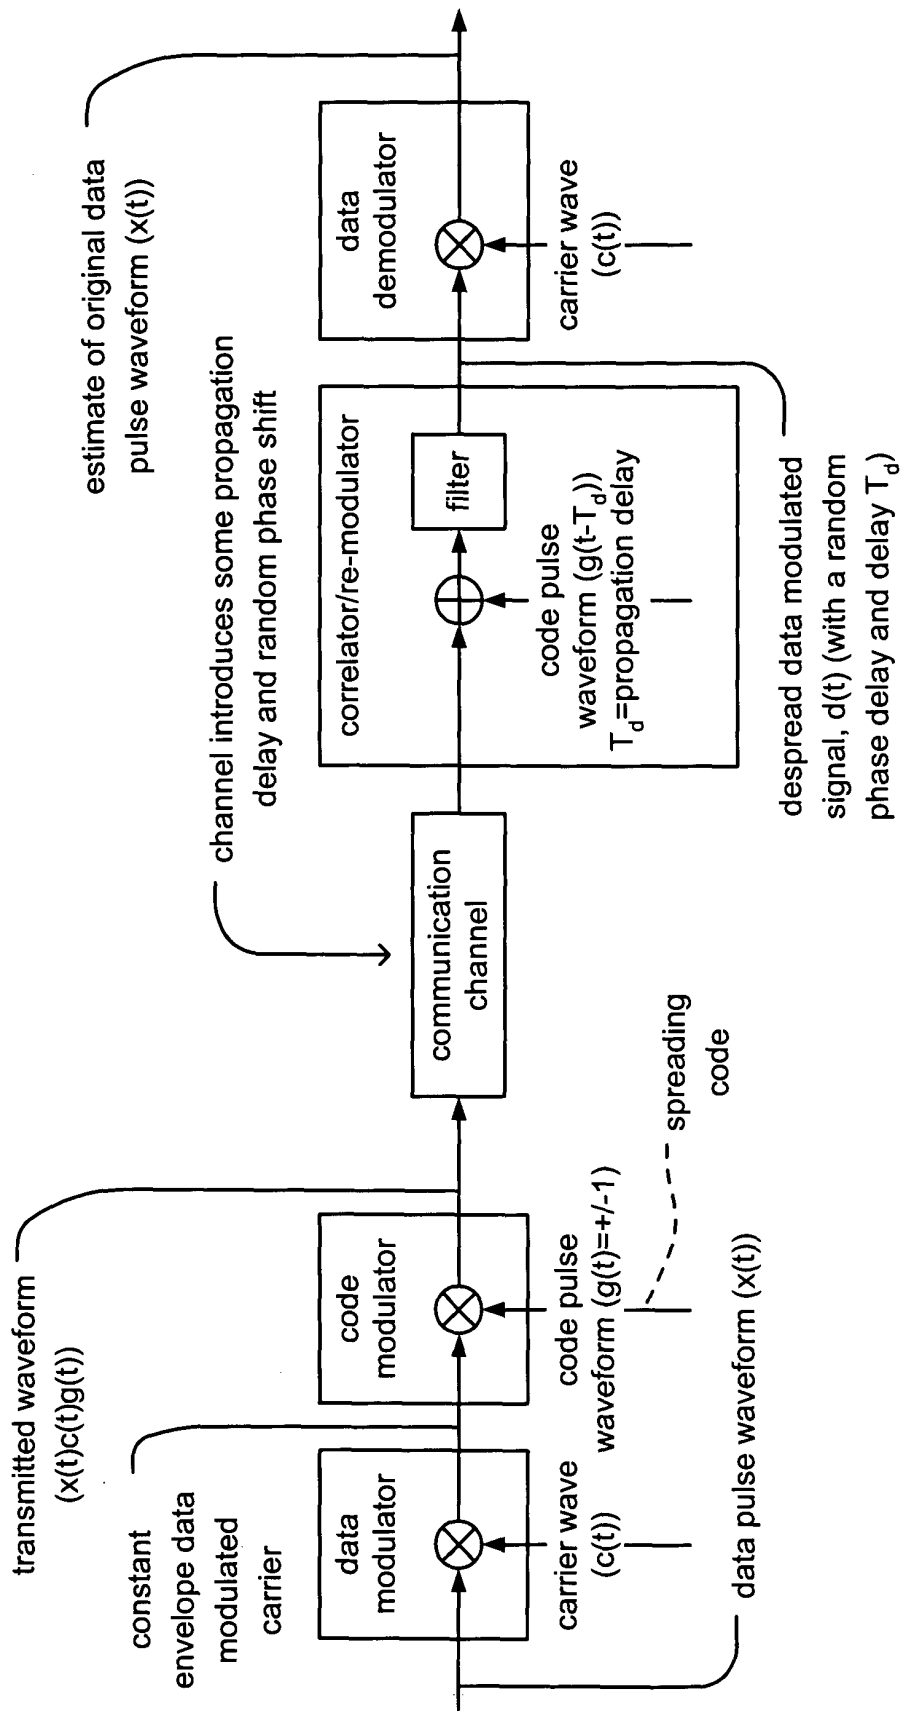 transmitted waveform
(x(t)c(t)g(t))
constant
envelope data
modulated
carrier
data
modulator
carrier wave
(c(t))
data pulse waveform (x(t))
code
modulator
code pulse
waveform (g(t)=+/-1)
spreading
code
channel introduces some propagation
delay and random phase shift
communication
channel
correlator/re-modulator
filter
code pulse
waveform (g(t-Td))
Td=propagation delay
despread data modulated
signal, d(t) (with a random
phase delay and delay Td)
estimate of original data
pulse waveform (x(t))
data
demodulator
carrier wave
(c(t))